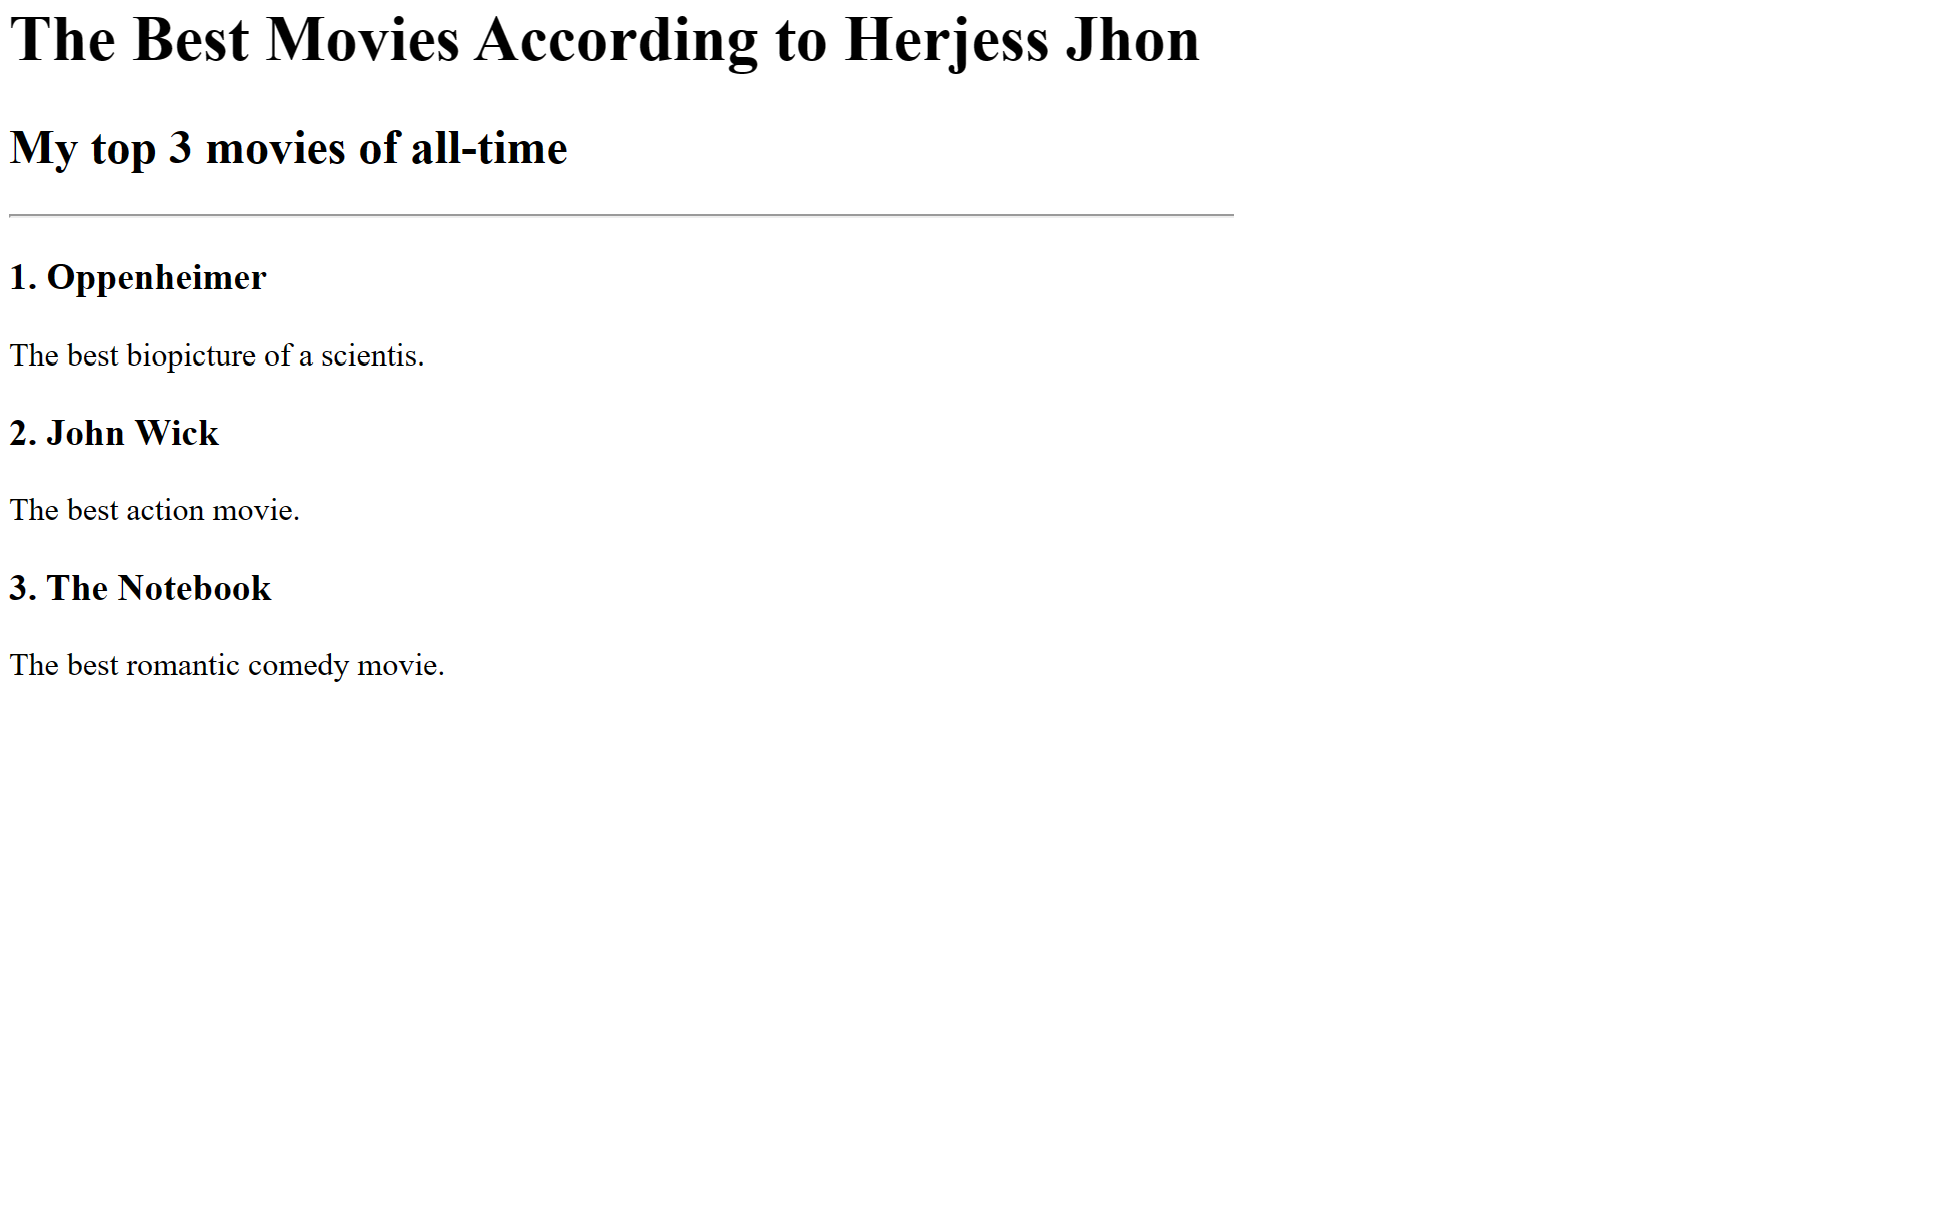 The Best Movies According to Herjess Jhon
My top 3 movies of all-time
1. Oppenheimer
The best biopicture of a scientis.
2. John Wick
The best action movie.
3. The Notebook
The best romantic comedy movie.